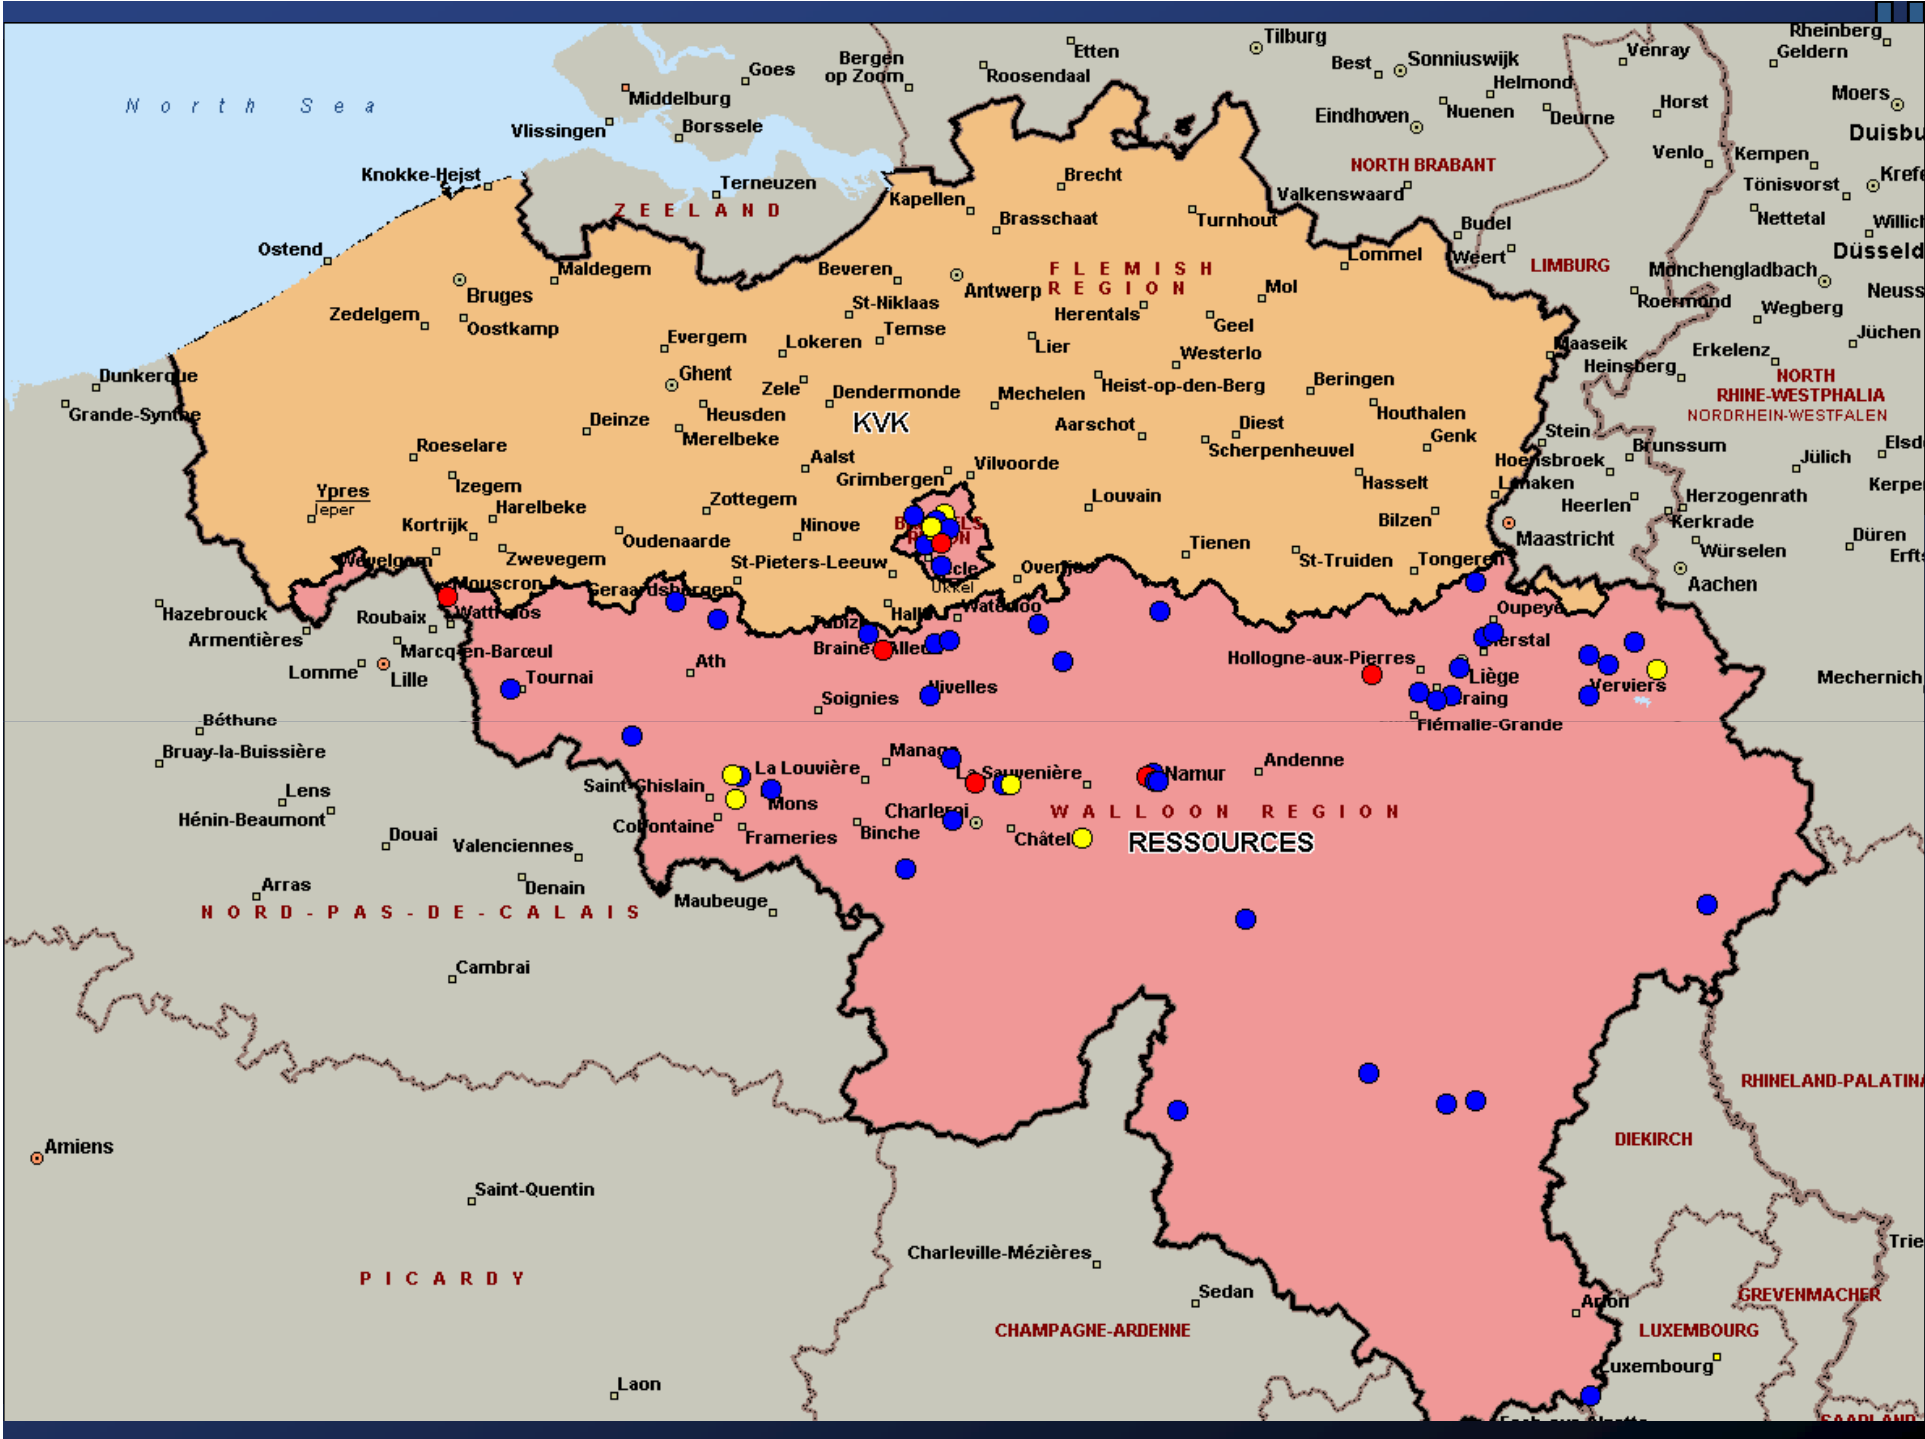 Rheinberg
Tilburg
Etten
Bergen
op Zoom
Venray
Geldern
Best
Sonniuswijk
Goes
Roosendaal
Helmond
Moers
Middelburg
North Sea
Eindhoven
Nuenen
Deurne
Horst
Vlissingen
Borssele
Duisbu
Venlo
Kempen
NORTH BRABANT
Knokke-Hejst
Brecht
Krefe
Terneuzen
Tönisvorst
Kapellen
Valkenswaard
ZEELAND
Brasschaat
Turnhout
Budel
Nettetal
Willich
Ostend
Düsseld
Maldegem
Beveren
FLEMISH
REGION
Lommel
Weert
LIMBURG
Mönchengladbach
Bruges
Antwerp
Mol
Neuss
St-Niklaas
Roermond
Wegberg
Zedelgem
Oostkamp
Temse
Herentals
Geel
Jüchen
Evergem
Lokeren
Lier
Westerlo
Maaseik
Erkelenz
Heinsberg
Dunkerque
Ghent
Zele
Dendermonde
Mechelen
Heist-op-den-Berg
Beringen
NORTH
RHINE-WESTPHALIA
NORDRHEIN-WESTFALEN
Grande-Synthe
Deinze
Heusden
KVK
Aarschot
Diest
Houthalen
Merelbeke
Genk
Stein
Roeselare
Scherpenheuvel
Brunssum
Elsd
Aalst
Vilvoorde
Hoensbroek
Jülich
Grimbergen
Izegem
Hasselt
Lanaken
Kerpe
Ypres
Ieper
Zottegem
Louvain
Heerlen
Herzogenrath
Harelbeke
Kortrijk
Ninove
Bilzen
Kerkrade
Oudenaarde
Tienen
Maastricht
Düren
Würselen
Erfts
Wevelgem
Zwevegem
St-Pieters-Leeuw
St-Truiden
Tongeren
Aachen
Mouscron
Geraardsbergen
Ukkel
Hazebrouck
Roubaix
Waterloo
Oupeye
Armentières
Marcq-en-Barœul
Hollogne-aux-Pierres
Lomme
Lille
Ath
Tournai
Nivelles
Liège
Verviers
Mechernich
Soignies
Flémalle-Grande
Béthune
Bruay-la-Buissière
La Louvière
La Sauvenière
Namur
Andenne
Saint-Ghislain
Lens
Mons
WALLOON REGION
Hénin-Beaumont
Charleroi
Douai
Frameries
Binche
Valenciennes
RESSOURCES
Arras
Denain
Maubeuge
NORD-PAS-DE-CALAIS
Cambrai
RHINELAND-PALATINA
Amiens
DIEKIRCH
Saint-Quentin
Charleville-Mézières
Trie
PICARDY
Sedan
GREVENMACHER
Arlon
CHAMPAGNE-ARDENNE
LUXEMBOURG
Luxembourg
Laon